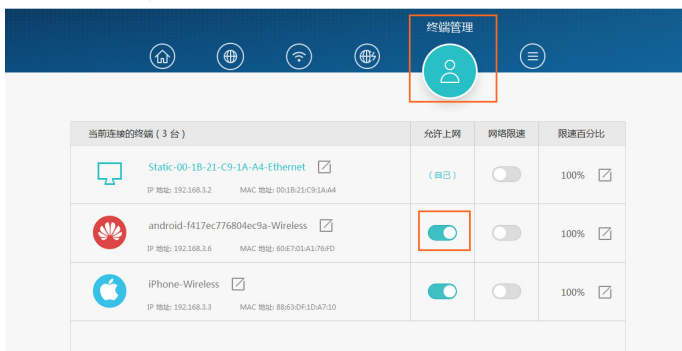 终端管理
当前连接的终端（3 台） 允许上网 网络限速 限速百分比
Static-00-1B-21-C9-1A-A4-Ethernet
（自己） 100%
IP 地址: 192.168.3.2 MAC 地址: 00:1B:21:C9:1A:A4
android-f417ec776804ec9a-Wireless
100%
IP 地址: 192.168.3.6 MAC 地址: 60:E7:01:A1:76:FD
iPhone-Wireless
100%
IP 地址: 192.168.3.3 MAC 地址: 88:63:DF:1D:A7:10